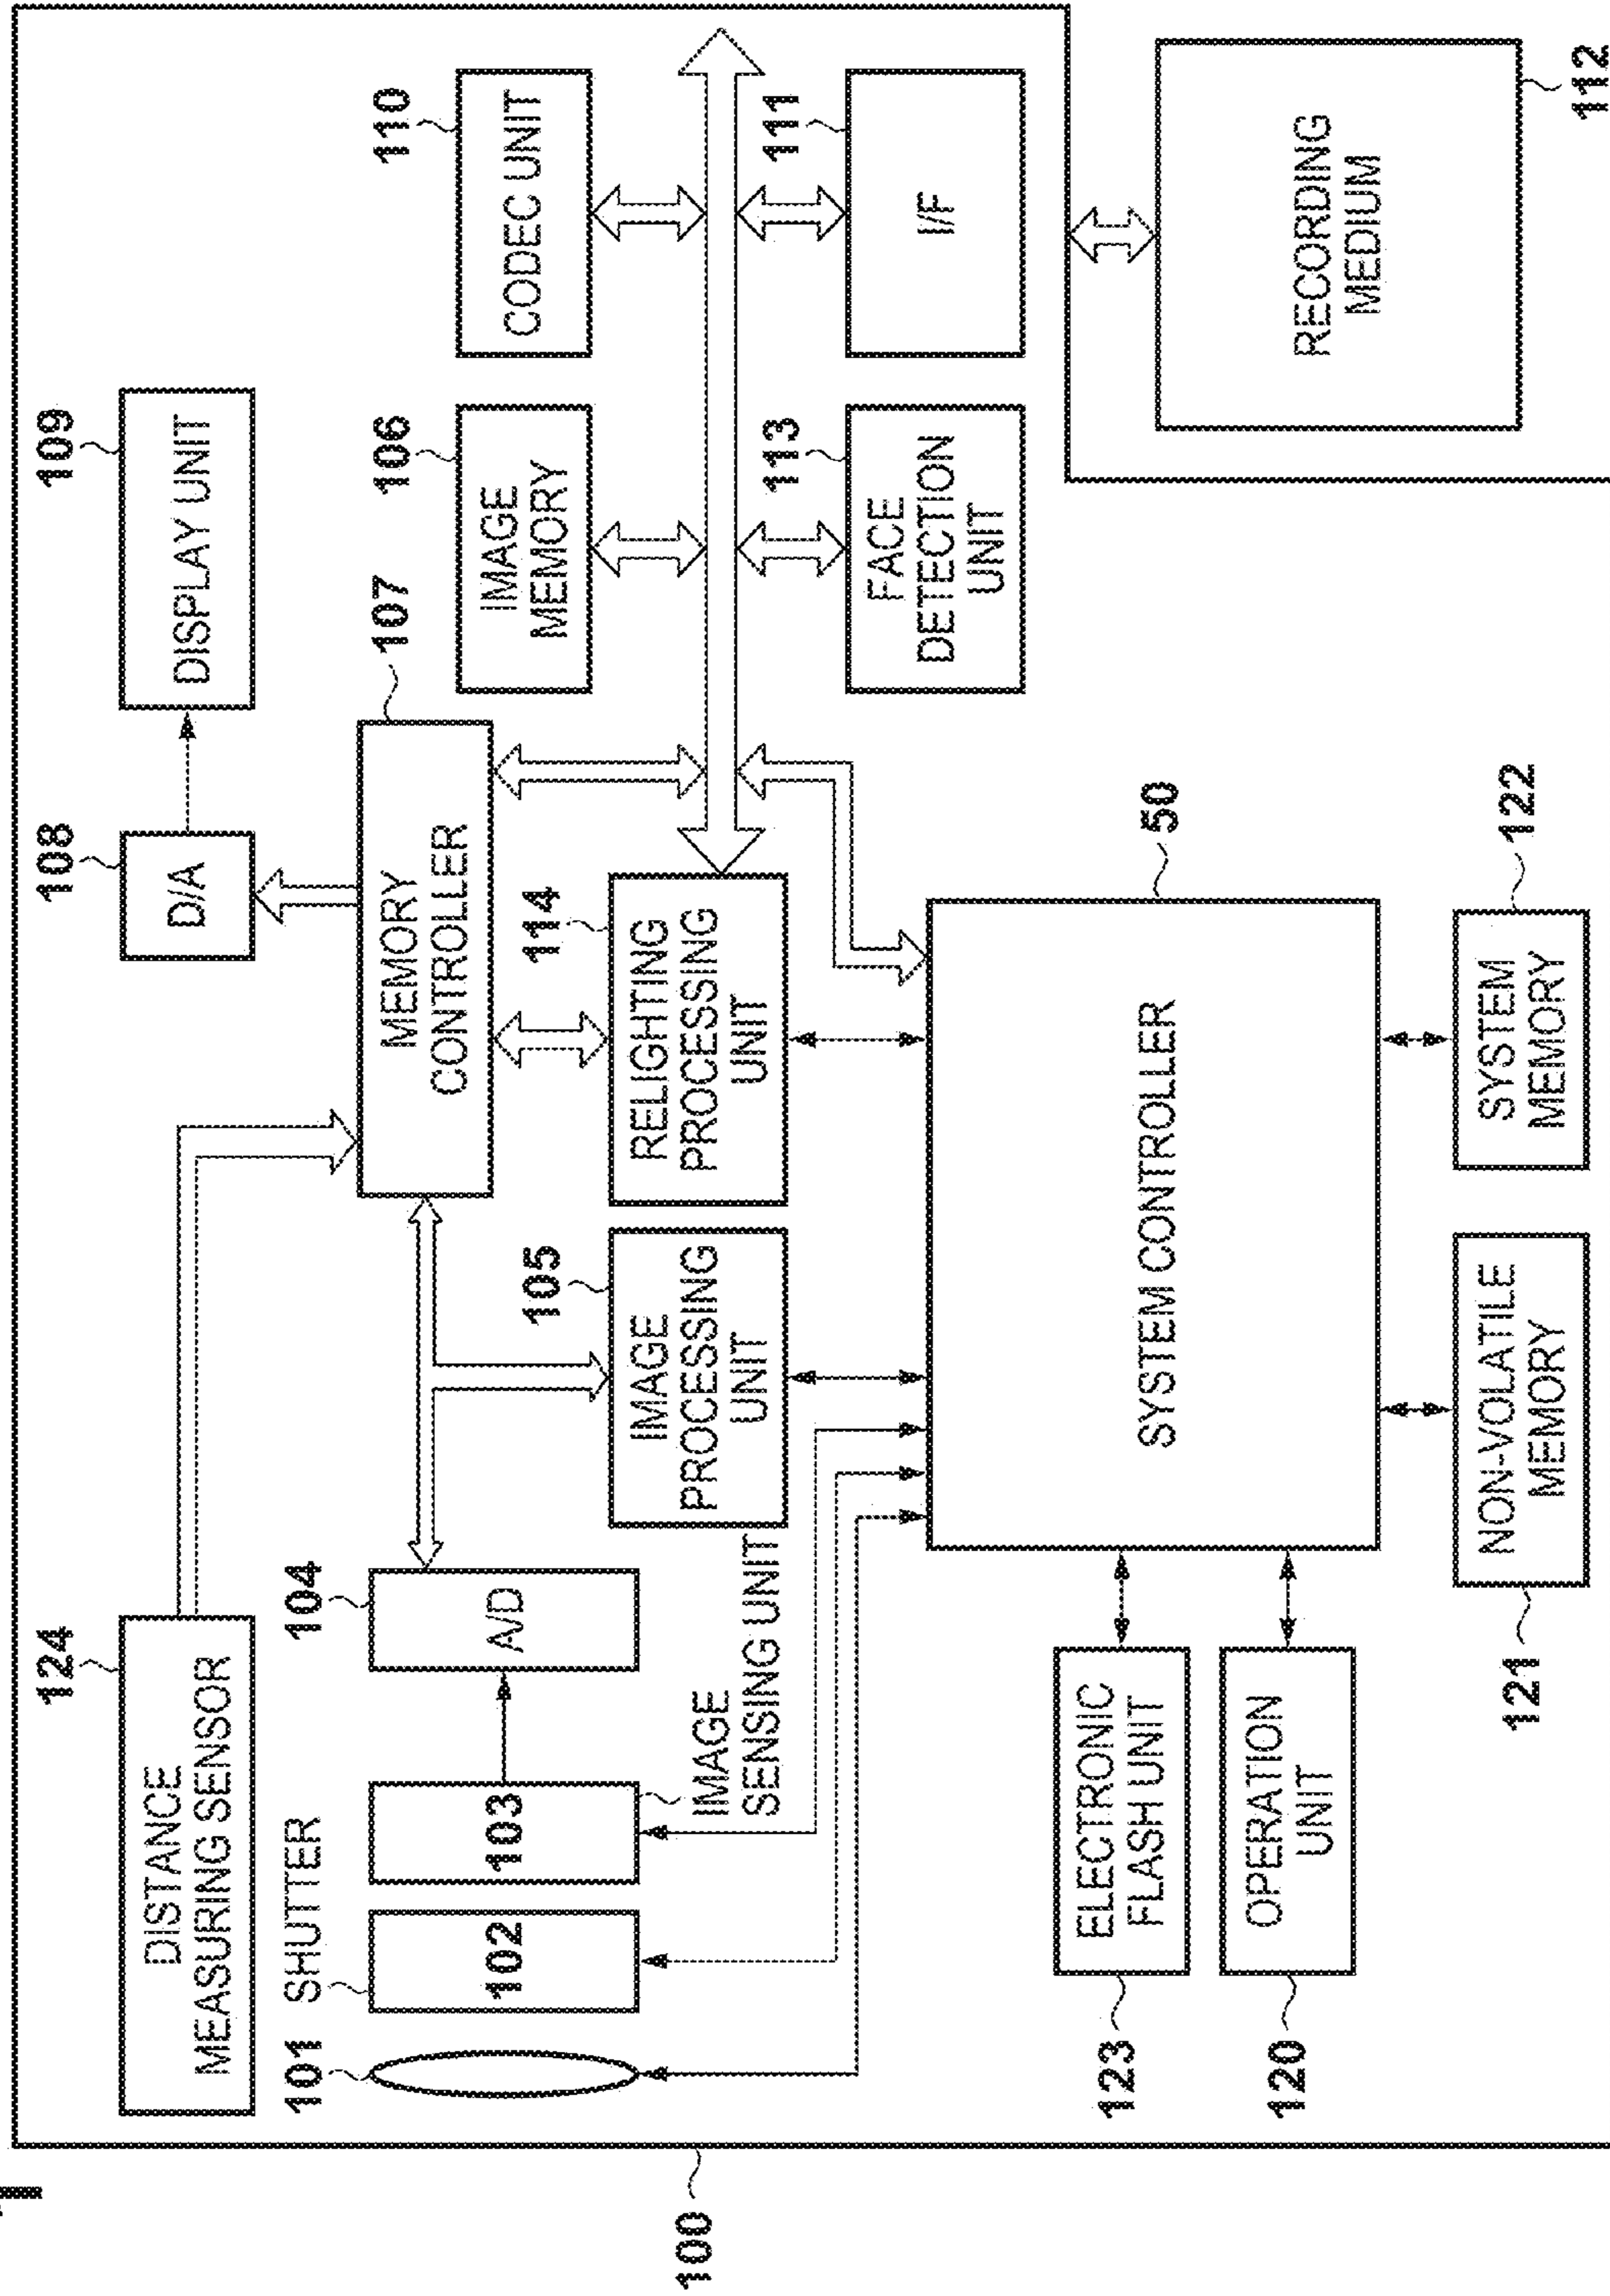 100
124
DISTANCE
MEASURING SENSOR
108
D/A
109
DISPLAY UNIT
101
SHUTTER
102
103
IMAGE
SENSING UNIT
104
A/D
107
MEMORY
CONTROLLER
106
IMAGE
MEMORY
110
CODEC UNIT
105
IMAGE
PROCESSING
UNIT
114
RELIGHTING
PROCESSING
UNIT
113
FACE
DETECTION
UNIT
111
I/F
50
SYSTEM CONTROLLER
112
RECORDING
MEDIUM
123
ELECTRONIC
FLASH UNIT
120
OPERATION
UNIT
121
NON-VOLATILE
MEMORY
122
SYSTEM
MEMORY